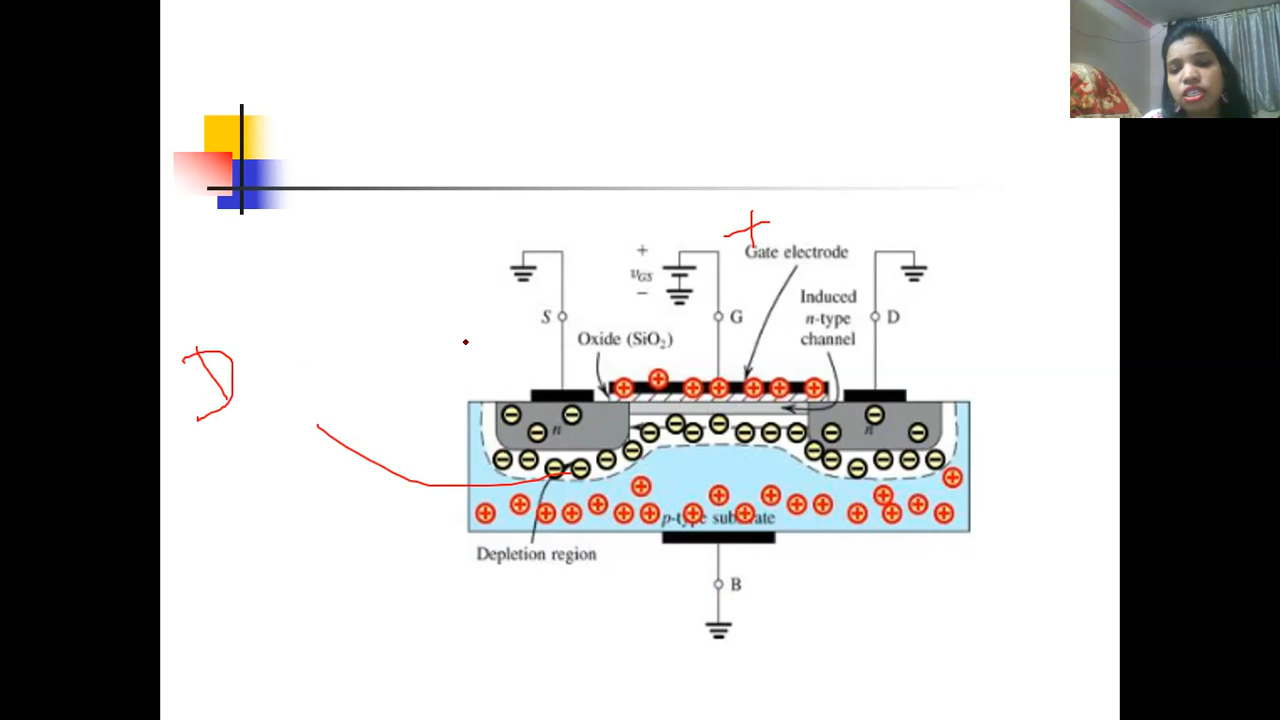 +
Gate electrode
+
vGS
−
Induced
n-type
channel
S
G
D
Oxide (SiO2)
D
n
n
p-type substrate
Depletion region
B